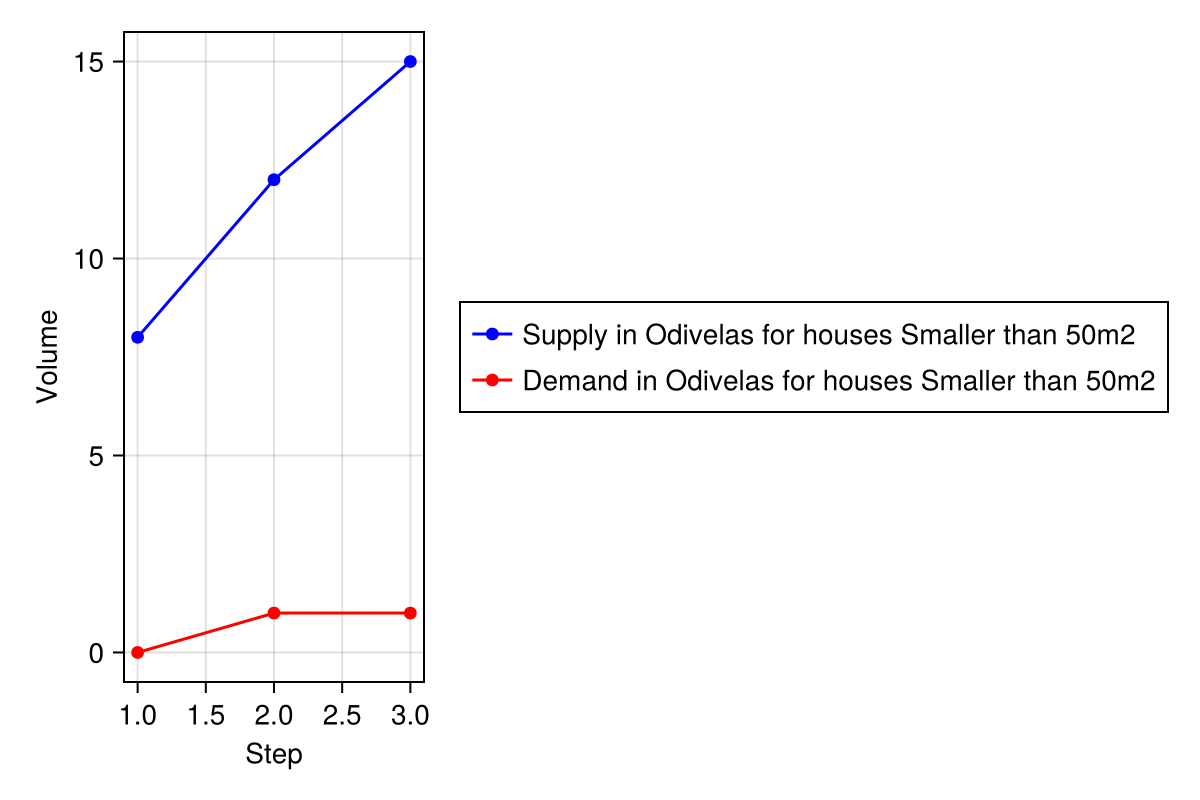 15
10
5
0
Volume
1.0 1.5 2.0 2.5 3.0
Step
Supply in Odivelas for houses Smaller than 50m2
Demand in Odivelas for houses Smaller than 50m2